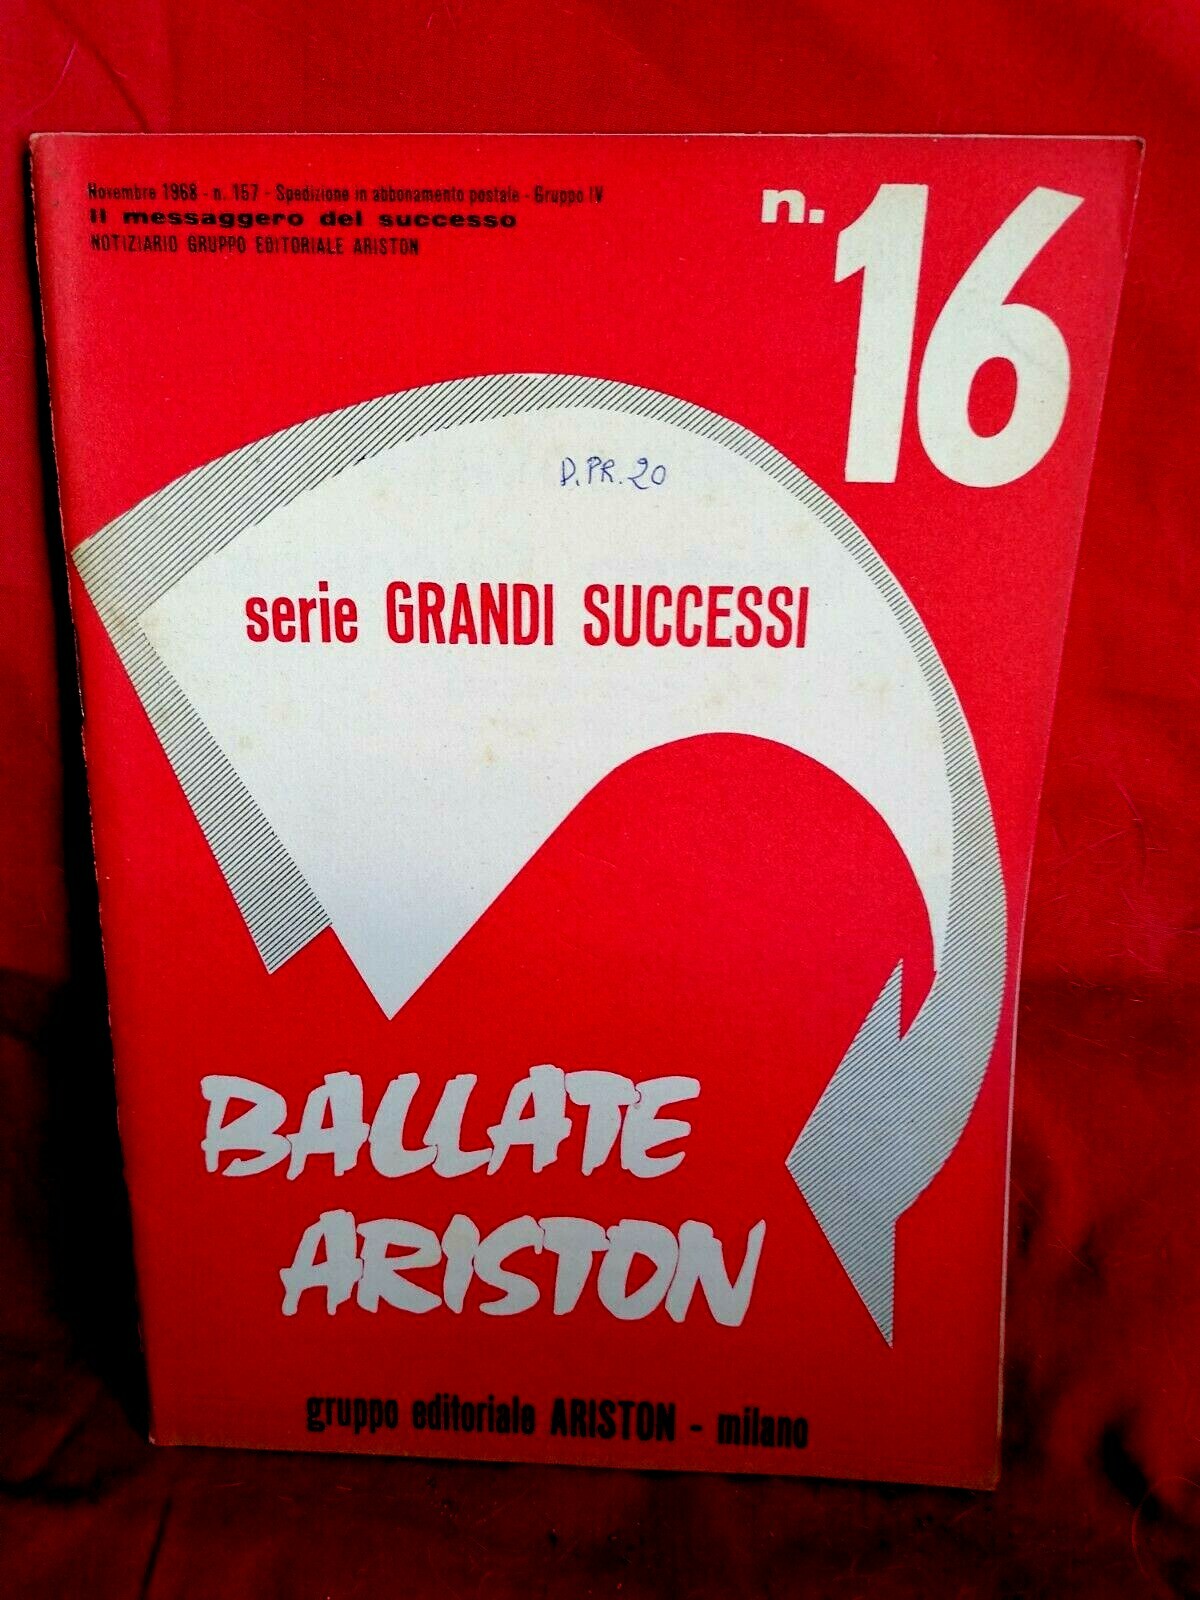 Novembre 1968 - n. 157 - Spedizione in abbonamento postale - Gruppo IV
Il messaggero del successo
NOTIZIARIO GRUPPO EDITORIALE ARISTON
n. 16
D.PR.20
serie GRANDI SUCCESSI
BALLATE
ARISTON
gruppo editoriale ARISTON - milano